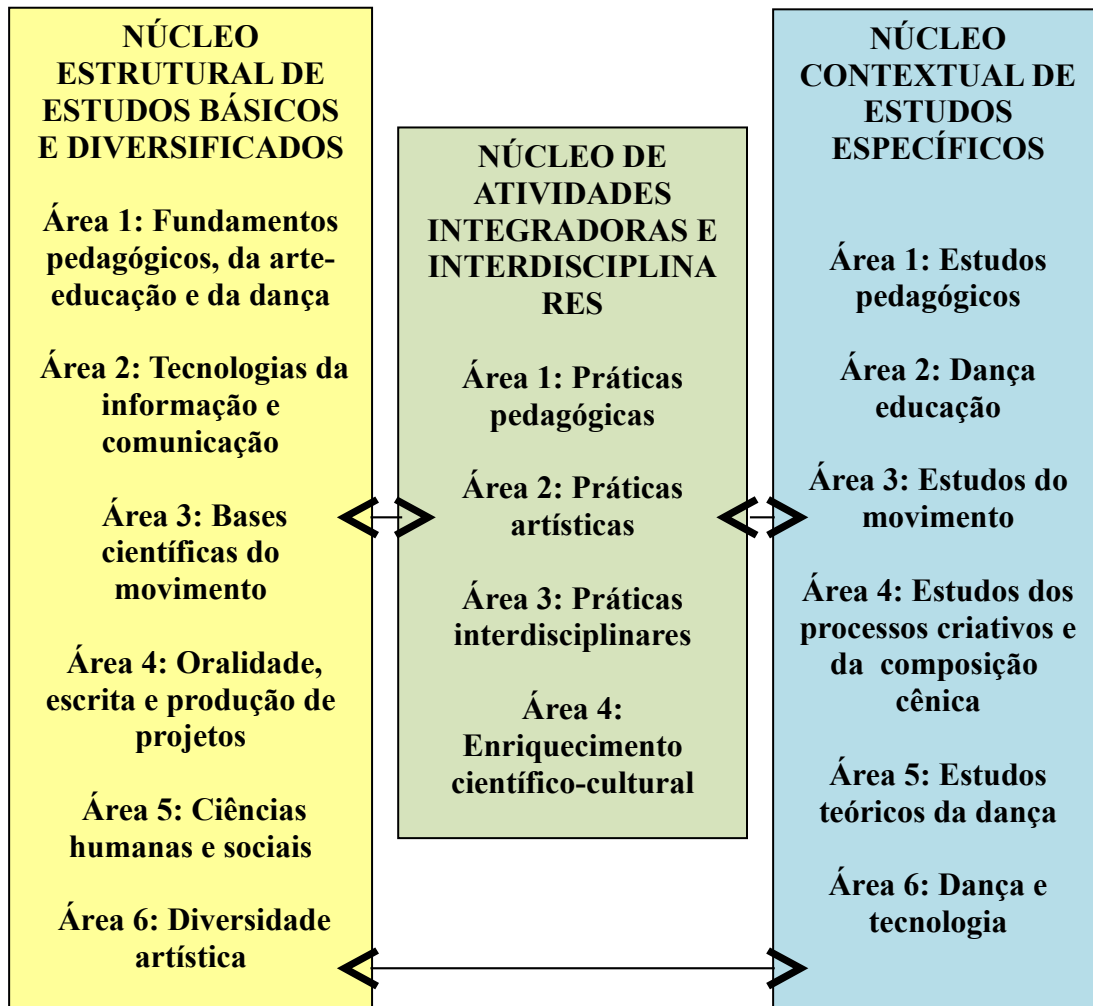 NÚCLEO
ESTRUTURAL DE
ESTUDOS BÁSICOS
E DIVERSIFICADOS
Área 1: Fundamentos
pedagógicos, da arte-
educação e da dança
Área 2: Tecnologias da
informação e
comunicação
Área 3: Bases
científicas do
movimento
Área 4: Oralidade,
escrita e produção de
projetos
Área 5: Ciências
humanas e sociais
Área 6: Diversidade
artística
NÚCLEO DE
ATIVIDADES
INTEGRADORAS E
INTERDISCIPLINA
RES
Área 1: Práticas
pedagógicas
Área 2: Práticas
artísticas
Área 3: Práticas
interdisciplinares
Área 4:
Enriquecimento
científico-cultural
NÚCLEO
CONTEXTUAL DE
ESTUDOS
ESPECÍFICOS
Área 1: Estudos
pedagógicos
Área 2: Dança
educação
Área 3: Estudos do
movimento
Área 4: Estudos dos
processos criativos e
da composição
cênica
Área 5: Estudos
teóricos da dança
Área 6: Dança e
tecnologia